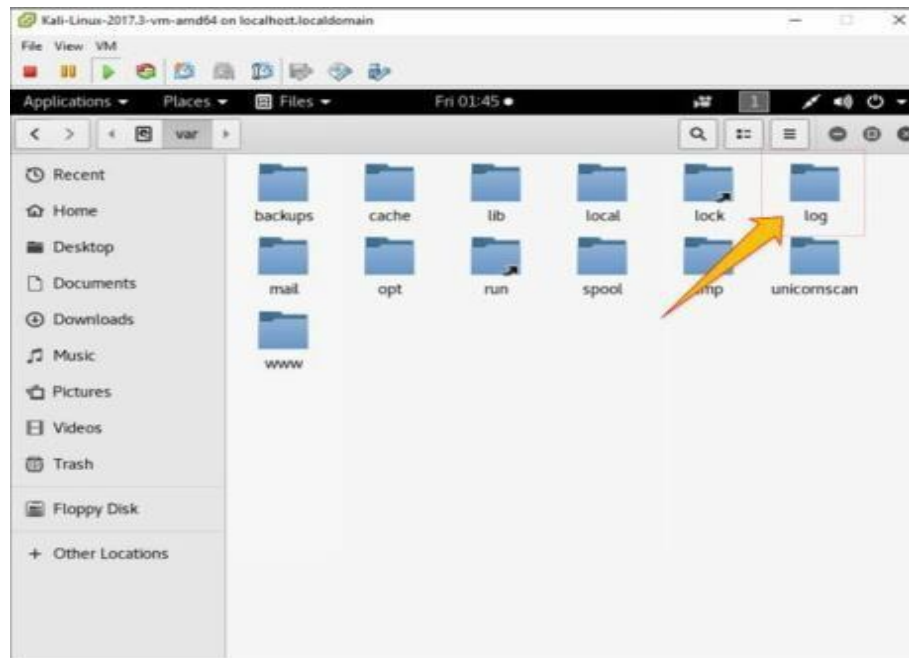 Kali-Linux-2017.3-vm-amd64 on localhost.localdomain
File View VM
Applications Places Files Fri 01:45 1
var
Recent
Home
Desktop
Documents
Downloads
Music
Pictures
Videos
Trash
Floppy Disk
+ Other Locations
backups cache lib local lock log
mail opt run spool unicornscan
www